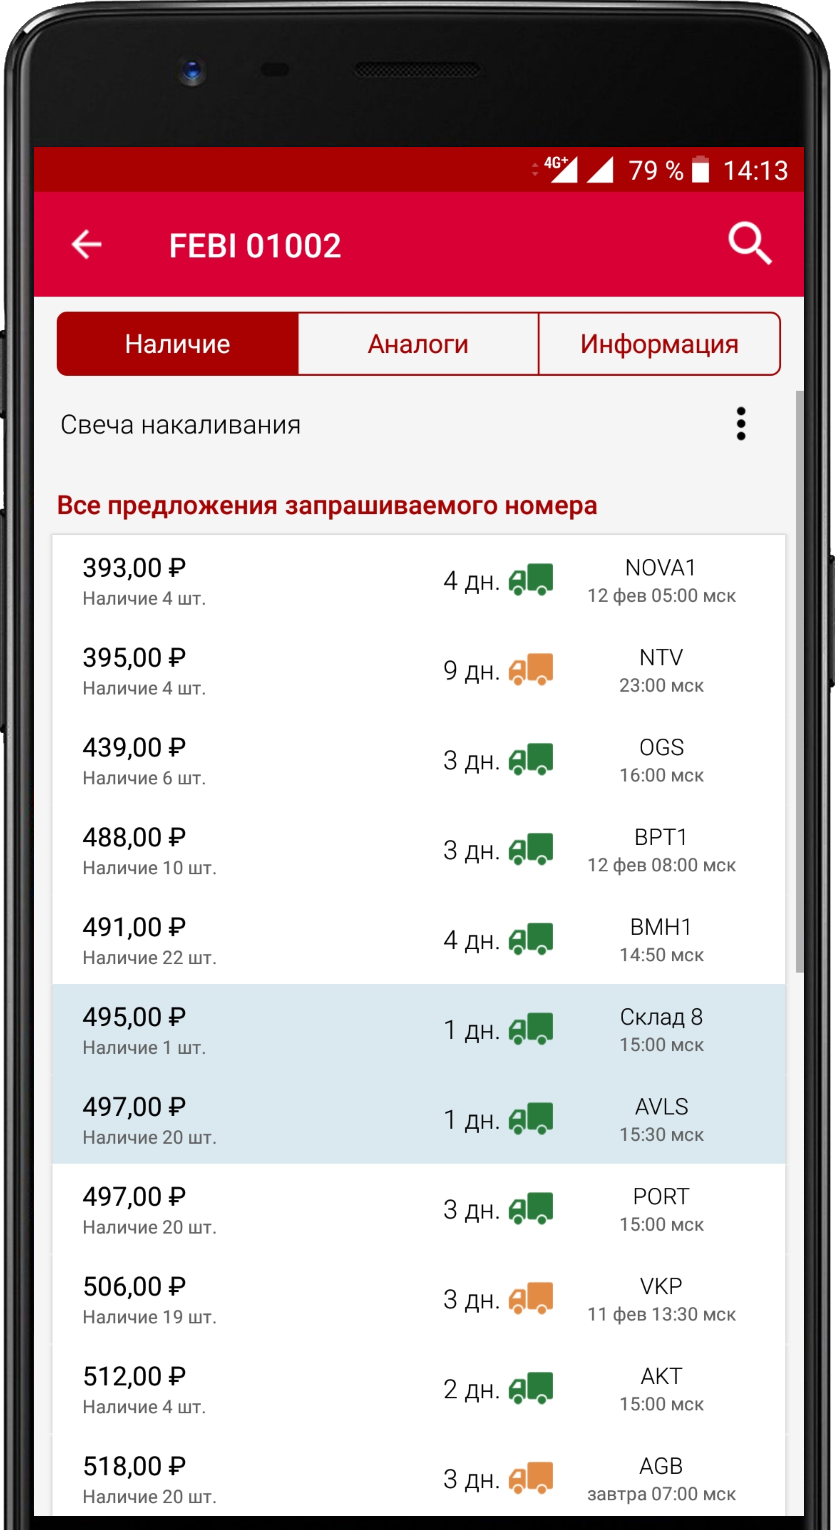 4G+ 79 % 14:13
FEBI 01002
Наличие Аналоги Информация
Свеча накаливания
Все предложения запрашиваемого номера
393,00 ₽ 4 дн. NOVA1
Наличие 4 шт. 12 фев 05:00 мск
395,00 ₽ 9 дн. NTV
Наличие 4 шт. 23:00 мск
439,00 ₽ 3 дн. OGS
Наличие 6 шт. 16:00 мск
488,00 ₽ 3 дн. BPT1
Наличие 10 шт. 12 фев 08:00 мск
491,00 ₽ 4 дн. BMH1
Наличие 22 шт. 14:50 мск
495,00 ₽ 1 дн. Склад 8
Наличие 1 шт. 15:00 мск
497,00 ₽ 1 дн. AVLS
Наличие 20 шт. 15:30 мск
497,00 ₽ 3 дн. PORT
Наличие 20 шт. 15:00 мск
506,00 ₽ 3 дн. VKP
Наличие 19 шт. 11 фев 13:30 мск
512,00 ₽ 2 дн. AKT
Наличие 4 шт. 15:00 мск
518,00 ₽ 3 дн. AGB
Наличие 20 шт. завтра 07:00 мск